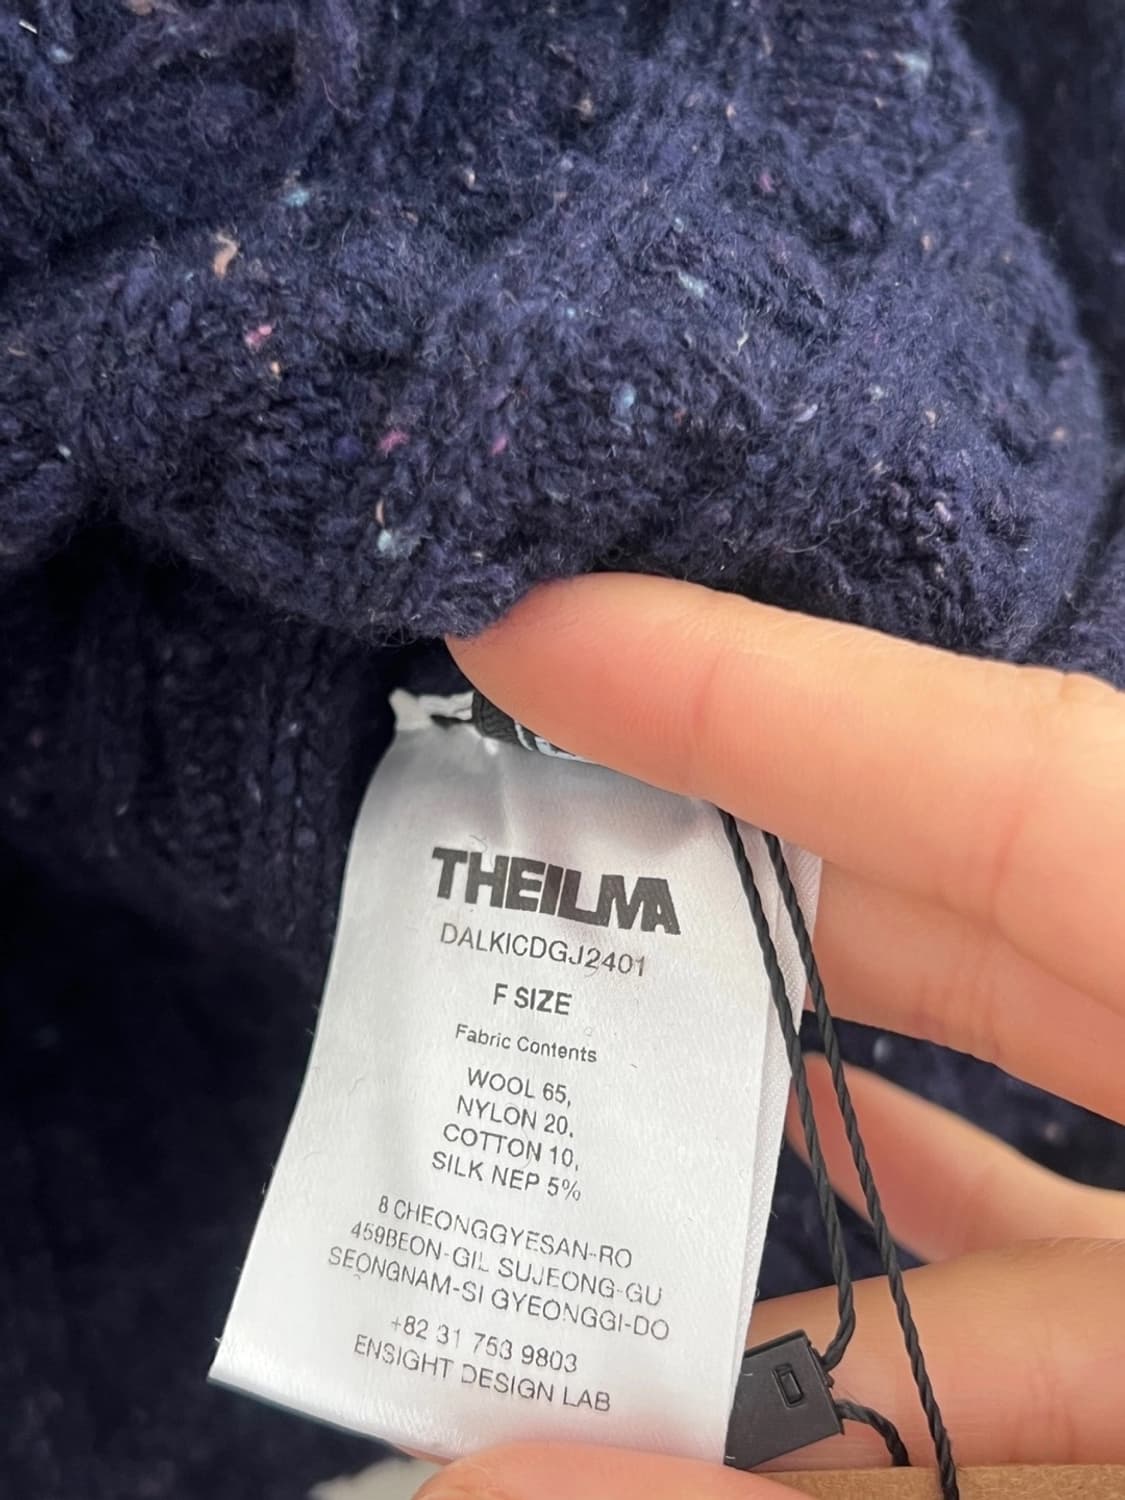 THEILMA
DALKICDGJ2401
F SIZE
Fabric Contents
WOOL 65,
NYLON 20,
COTTON 10,
SILK NEP 5%
8 CHEONGGYESAN-RO
459BEON-GIL SUJEONG-GU
SEONGNAM-SI GYEONGGI-DO
+82 31 753 9803
ENSIGHT DESIGN LAB